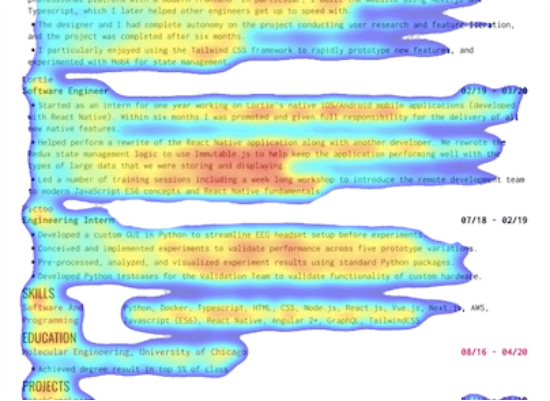 Typescript, which I later helped other engineers get up to speed with.
• The designer and I had complete autonomy on the project conducting user research and feature iteration,
and the project was completed after six months.
• I particularly enjoyed using the Tailwind CSS framework to rapidly prototype new features, and
experimented with MobX for state management.
Lortie
Software Engineer 02/19 - 03/20
• Started as an intern for one year working on Lortie's native iOS/Android mobile applications (developed
with React Native). Within six months I was promoted and given full responsibility for the delivery of all
new native features.
• Helped perform a rewrite of the React Native application along with another developer. We rewrote the
Redux state management logic to use Immutable.js to help keep the application performing well with the
types of large data that we were storing and displaying.
• Led a number of training sessions including a week long workshop to introduce the remote development team
to modern JavaScript ES6 concepts and React Native fundamentals
Pictoo
Engineering Intern 07/18 - 02/19
• Developed a custom GUI in Python to streamline EEG headset setup before experiments
• Conceived and implemented experiments to validate performance across five prototype variations.
• Pre-processed, analyzed, and visualized experiment results using standard Python packages
• Developed Python testcases for the Validation Team to validate functionality of custom hardware.
SKILLS
Software And Python, Docker, Typescript, HTML, CSS, Node.js, React.js, Vue.js, Next.js, AWS,
Programming Javascript (ES6), React Native, Angular 2+, GraphQL, TailwindCSS
EDUCATION
Molecular Engineering, University of Chicago 08/16 - 04/20
• Achieved degree result in top 5% of class
PROJECTS